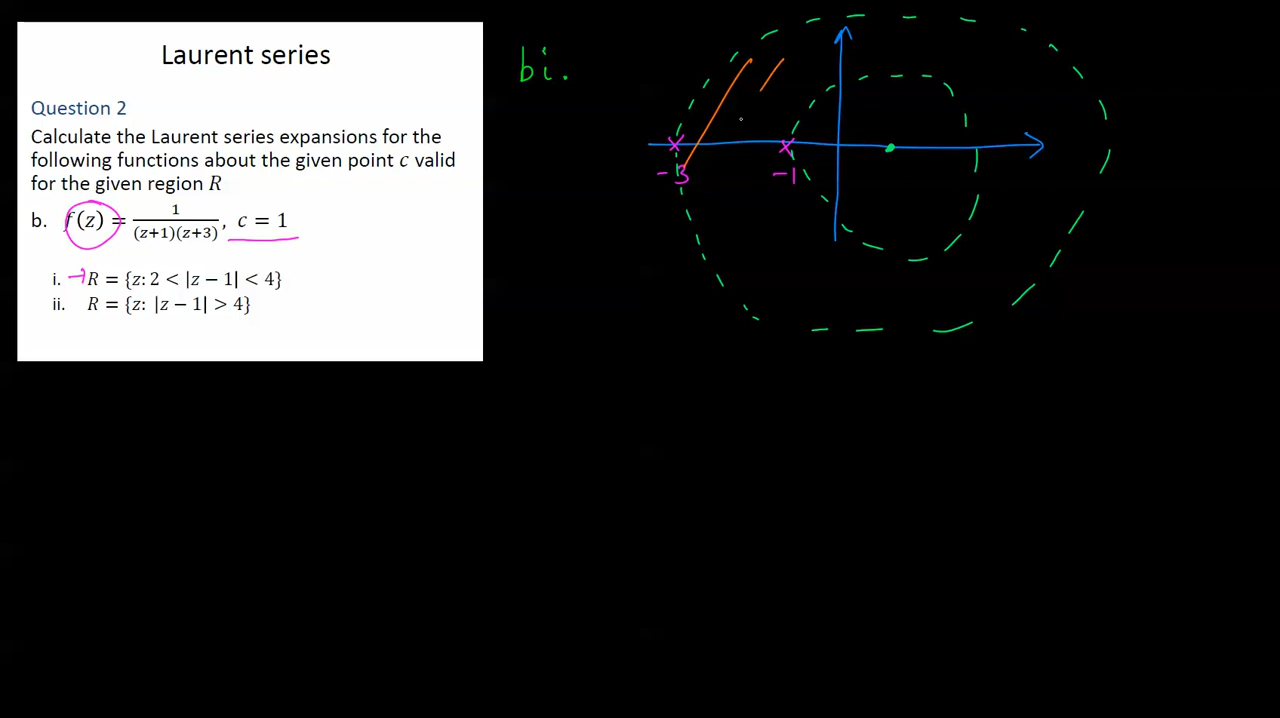 Laurent series
Question 2
Calculate the Laurent series expansions for the
following functions about the given point c valid
for the given region R
b. f(z) = 1/((z+1)(z+3)), c = 1
i. → R = {z: 2 < |z − 1| < 4}
ii. R = {z: |z − 1| > 4}
bi.
-3
-1